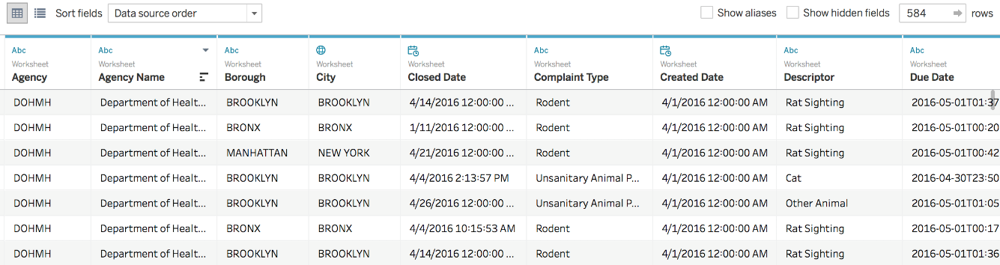 Sort fields Data source order Show aliases Show hidden fields 584 rows
Abc Abc Abc Abc Abc Abc
Worksheet Worksheet Worksheet Worksheet Worksheet Worksheet Worksheet Worksheet Worksheet
Agency Agency Name Borough City Closed Date Complaint Type Created Date Descriptor Due Date
DOHMH Department of Healt... BROOKLYN BROOKLYN 4/14/2016 12:00:00 ... Rodent 4/1/2016 12:00:00 AM Rat Sighting 2016-05-01T01:37
DOHMH Department of Healt... BRONX BRONX 1/11/2016 12:00:00 ... Rodent 4/1/2016 12:00:00 AM Rat Sighting 2016-05-01T00:20
DOHMH Department of Healt... MANHATTAN NEW YORK 4/21/2016 12:00:00 ... Rodent 4/1/2016 12:00:00 AM Rat Sighting 2016-05-01T00:42
DOHMH Department of Healt... BROOKLYN BROOKLYN 4/4/2016 2:13:57 PM Unsanitary Animal P... 4/1/2016 12:00:00 AM Cat 2016-04-30T23:50
DOHMH Department of Healt... BROOKLYN BROOKLYN 4/26/2016 12:00:00 ... Unsanitary Animal P... 4/1/2016 12:00:00 AM Other Animal 2016-05-01T01:05
DOHMH Department of Healt... BRONX BRONX 4/4/2016 10:15:53 AM Rodent 4/1/2016 12:00:00 AM Rat Sighting 2016-05-01T00:17
DOHMH Department of Healt... BROOKLYN BROOKLYN 4/14/2016 12:00:00 ... Rodent 4/1/2016 12:00:00 AM Rat Sighting 2016-05-01T01:36